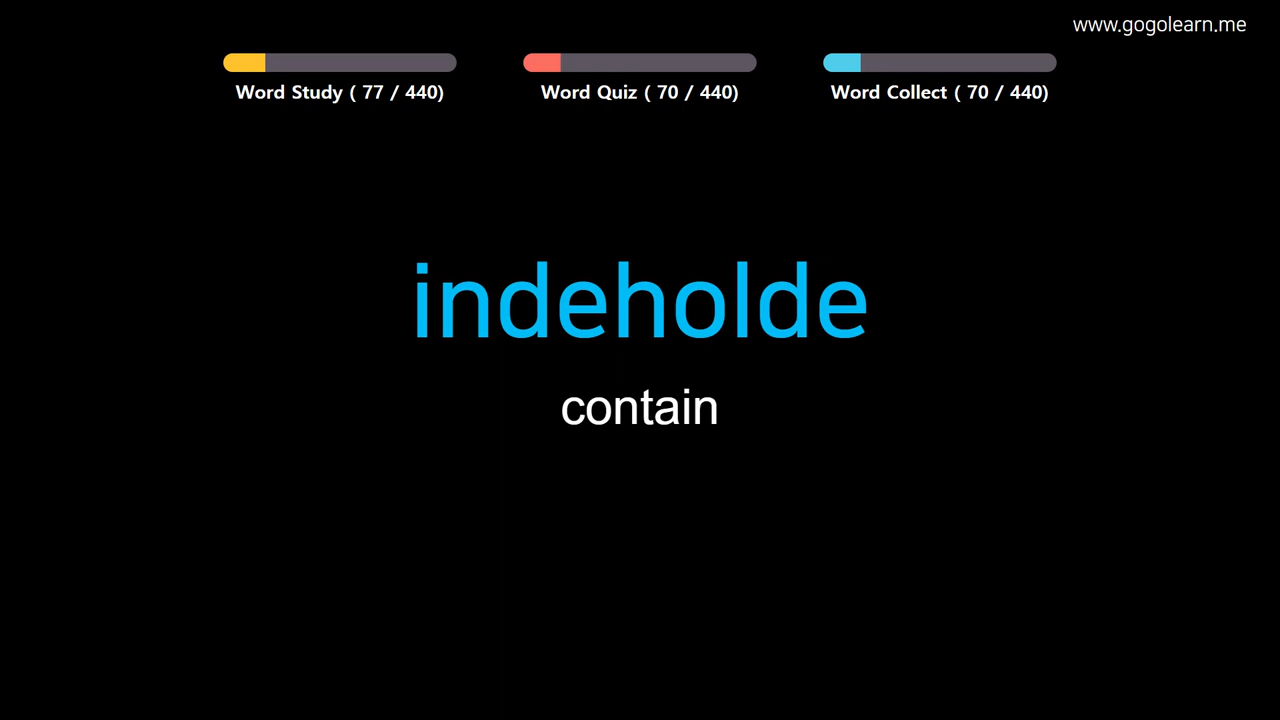 www.gogolearn.me
Word Study ( 77 / 440)
Word Quiz ( 70 / 440)
Word Collect ( 70 / 440)
indeholde
contain